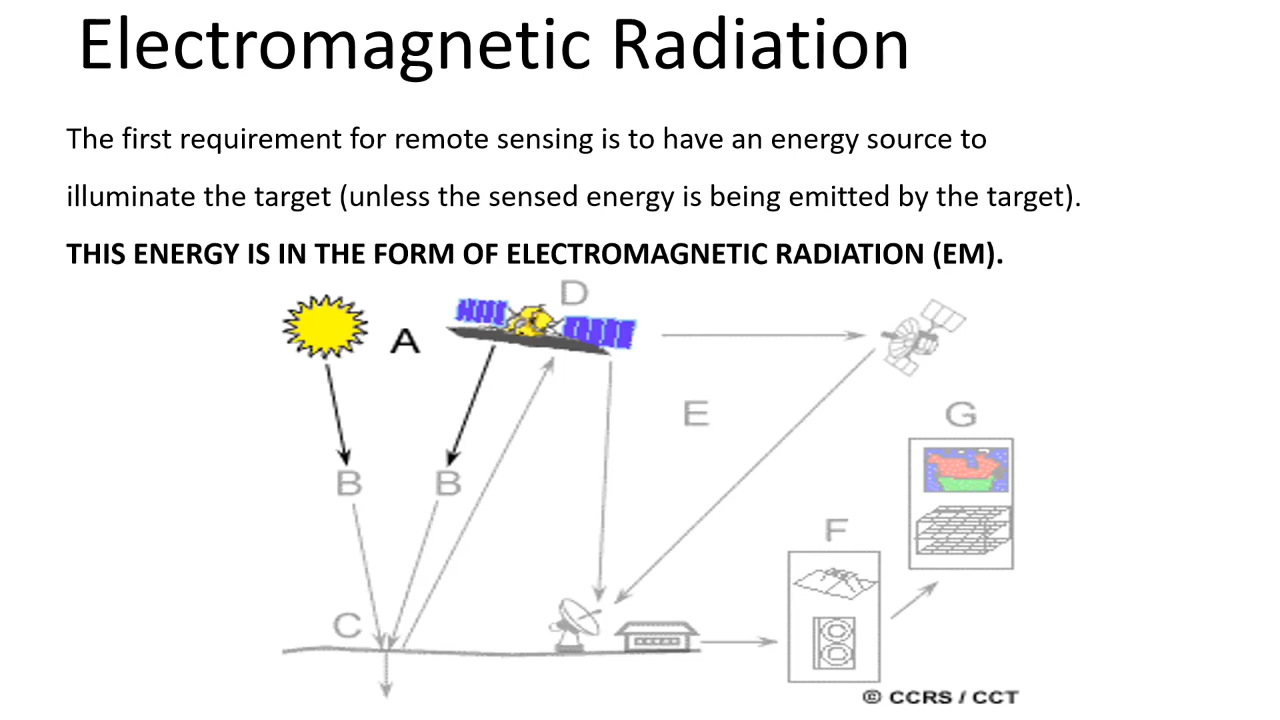 Electromagnetic Radiation
The first requirement for remote sensing is to have an energy source to
illuminate the target (unless the sensed energy is being emitted by the target).
THIS ENERGY IS IN THE FORM OF ELECTROMAGNETIC RADIATION (EM).
D
A
E
G
B
B
F
C
© CCRS / CCT